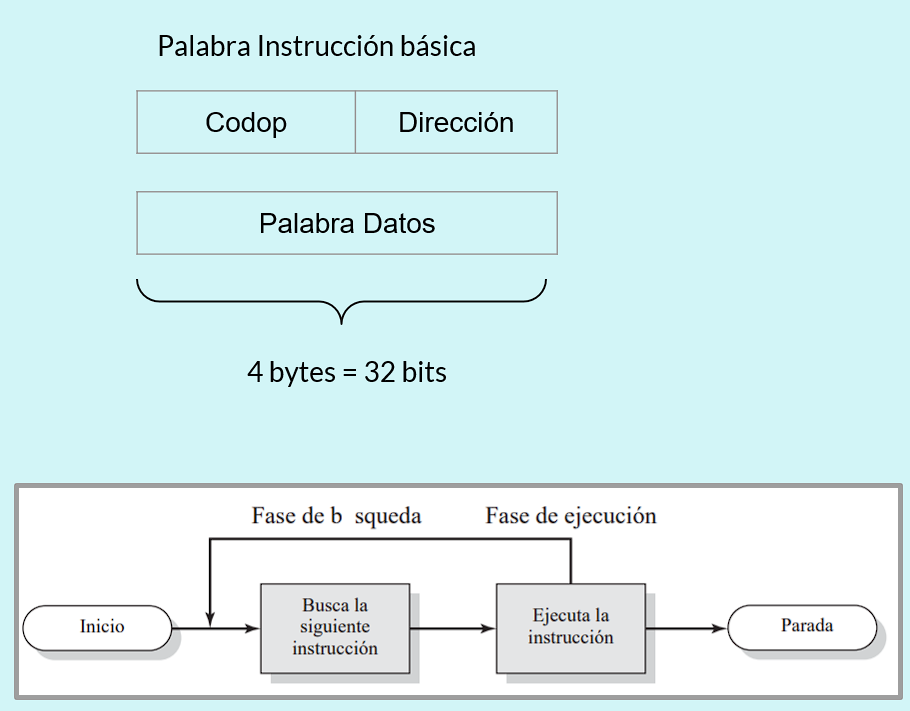 Palabra Instrucción básica
Codop
Dirección
Palabra Datos
4 bytes = 32 bits
Fase de b squeda
Fase de ejecución
Inicio
Busca la
siguiente
instrucción
Ejecuta la
instrucción
Parada